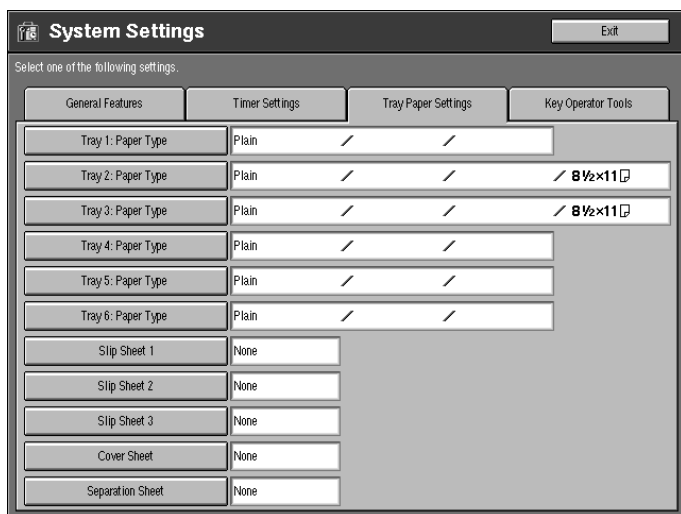 System Settings Exit
Select one of the following settings.
General Features Timer Settings Tray Paper Settings Key Operator Tools
Tray 1: Paper Type Plain / /
Tray 2: Paper Type Plain / / / 8½×11
Tray 3: Paper Type Plain / / / 8½×11
Tray 4: Paper Type Plain / /
Tray 5: Paper Type Plain / /
Tray 6: Paper Type Plain / /
Slip Sheet 1 None
Slip Sheet 2 None
Slip Sheet 3 None
Cover Sheet None
Separation Sheet None